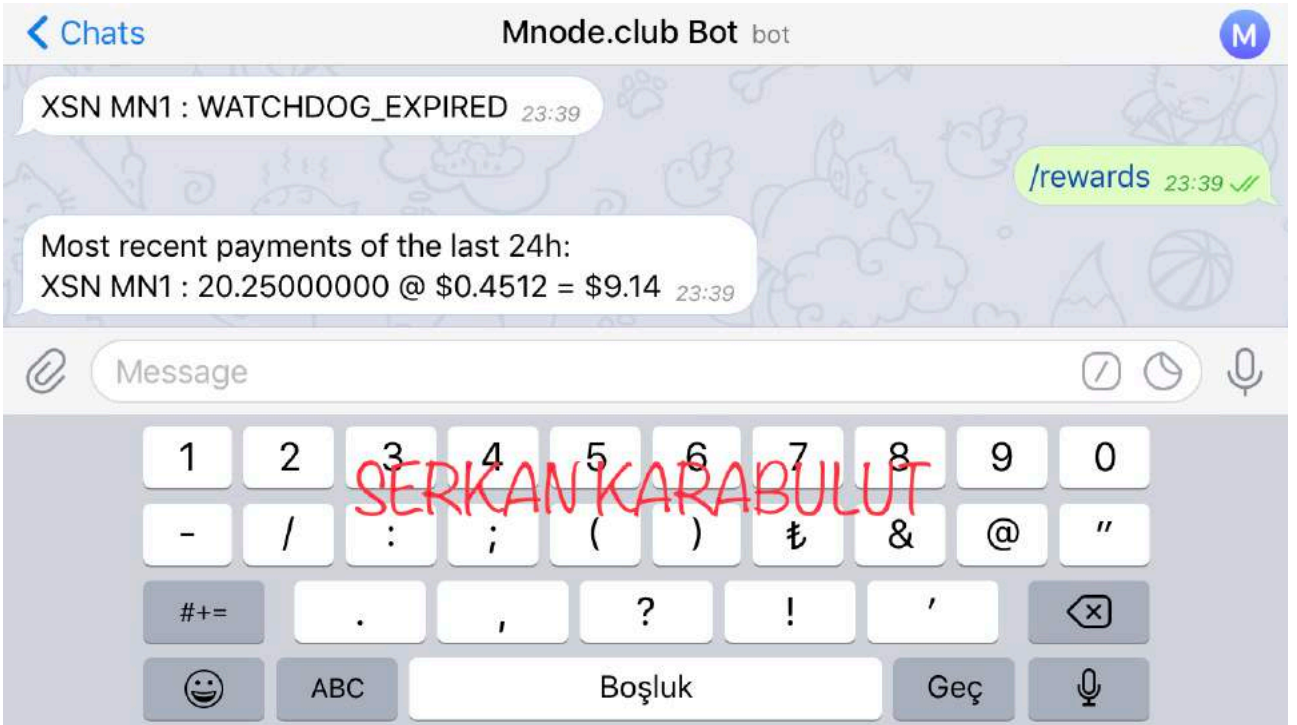 Chats
Mnode.club Bot bot
M
XSN MN1 : WATCHDOG_EXPIRED 23:39
/rewards 23:39
Most recent payments of the last 24h:
XSN MN1 : 20.25000000 @ $0.4512 = $9.14 23:39
Message
1 2 3 4 5 6 7 8 9 0
SERKAN KARABULUT
- / : ; ( ) ₺ & @ "
#+= . , ? ! '
ABC Boşluk Geç